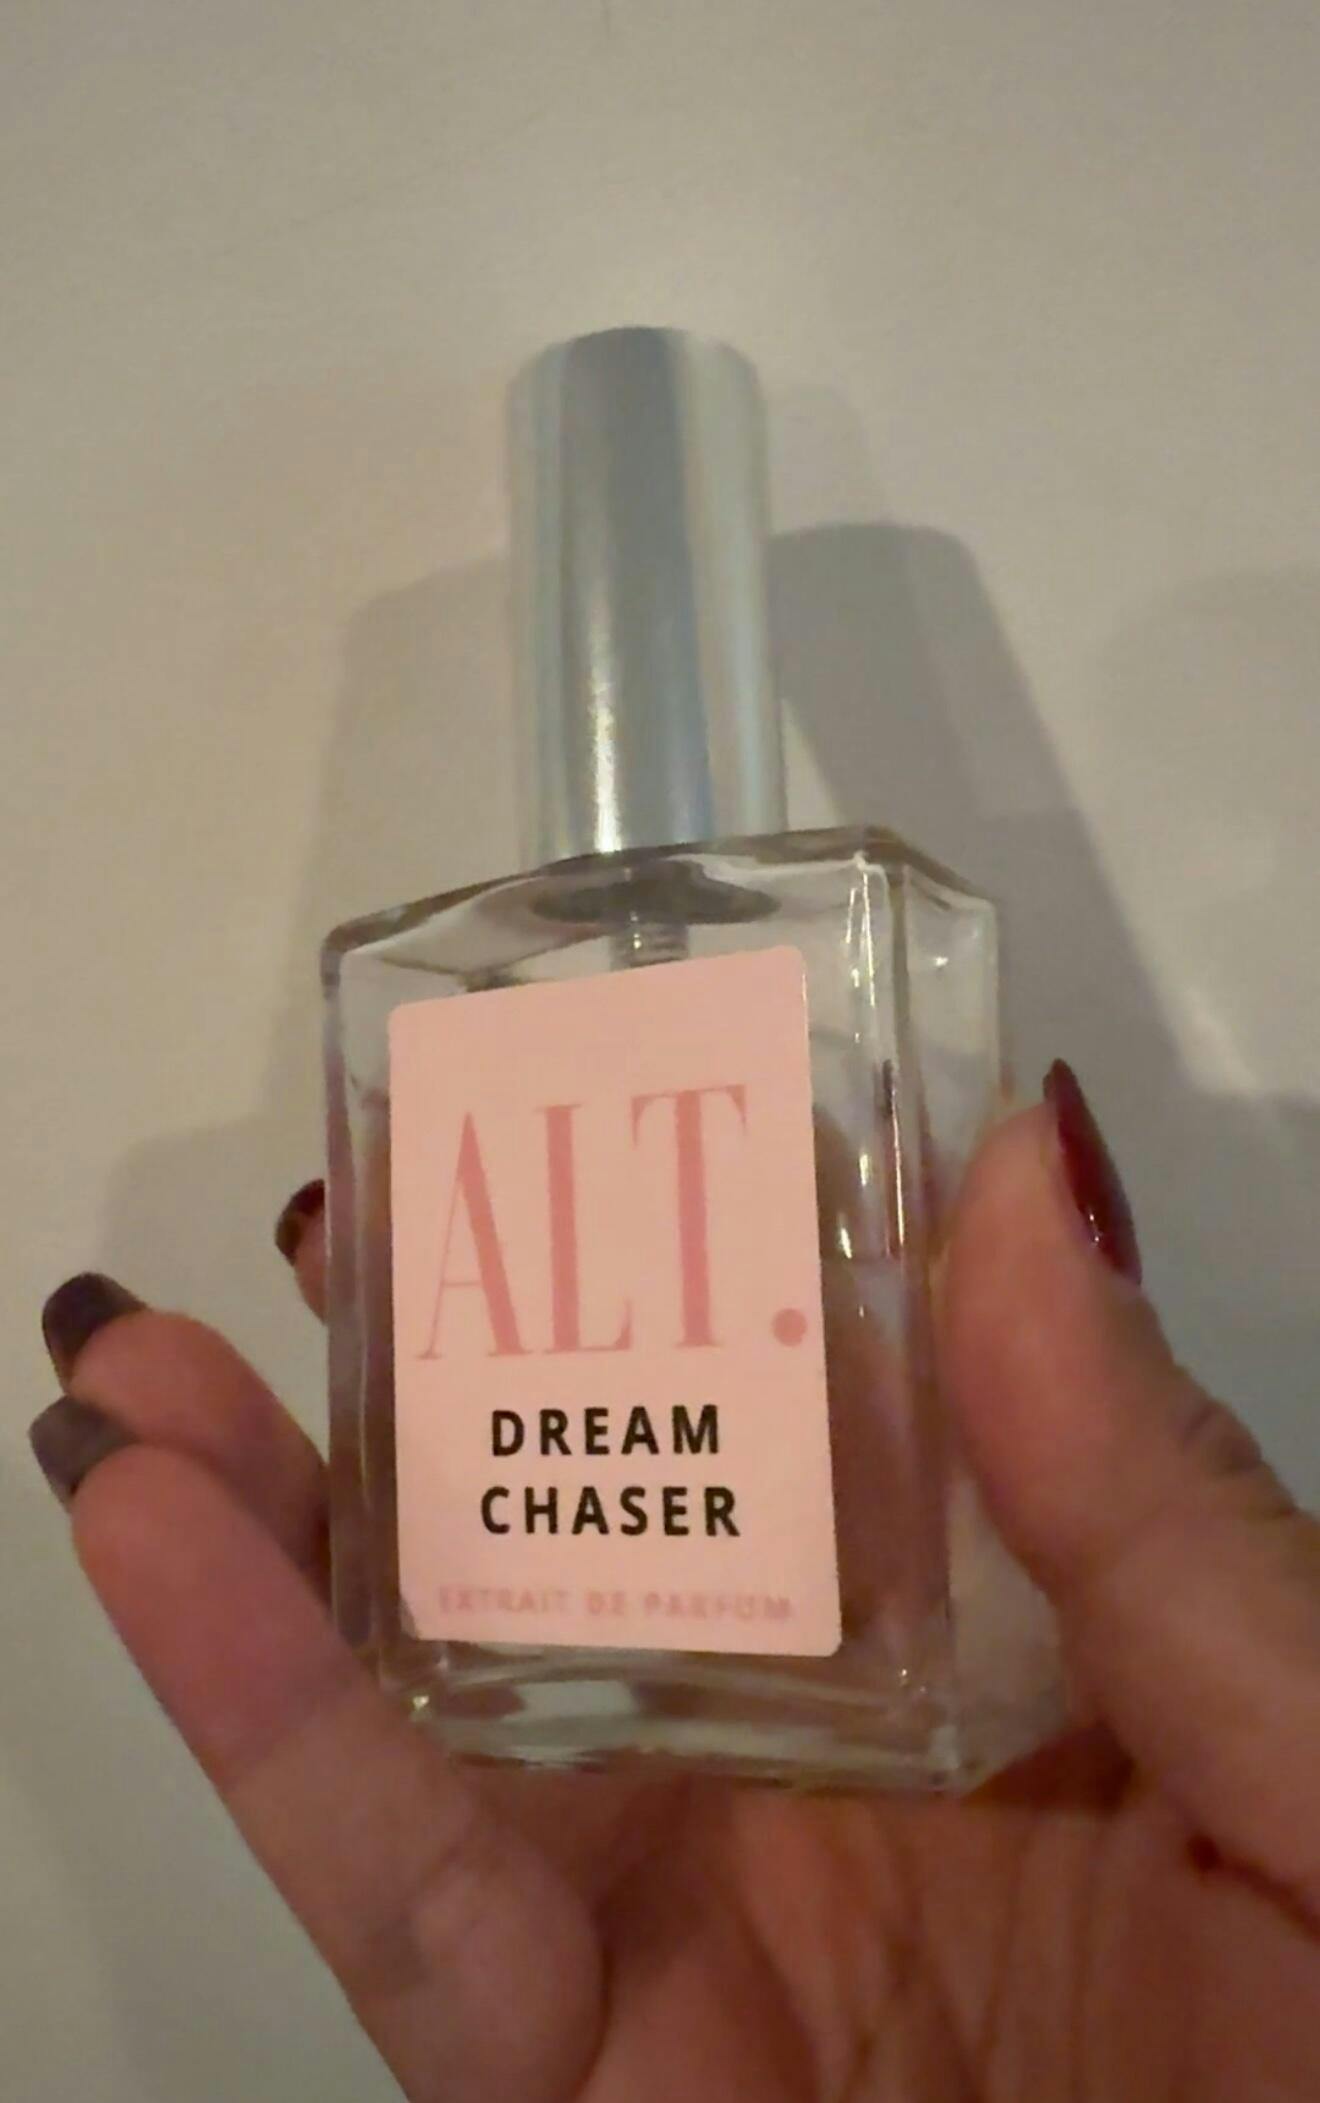 ALT.
DREAM
CHASER
EXTRAIT DE PARFUM